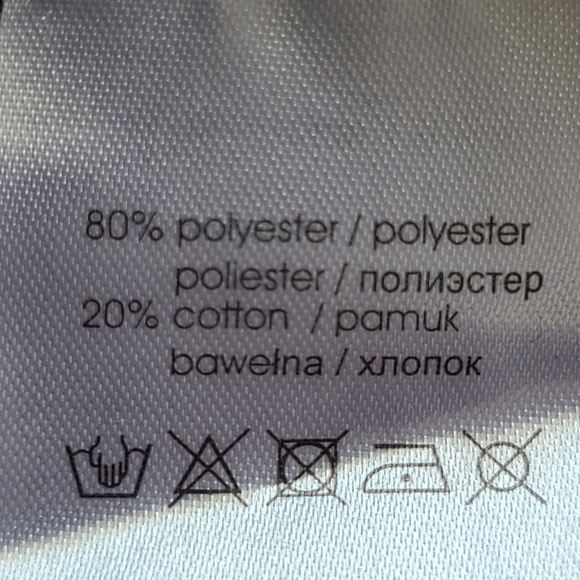 80% polyester / polyester
poliester / полиэстер
20% cotton / pamuk
bawełna / хлопок